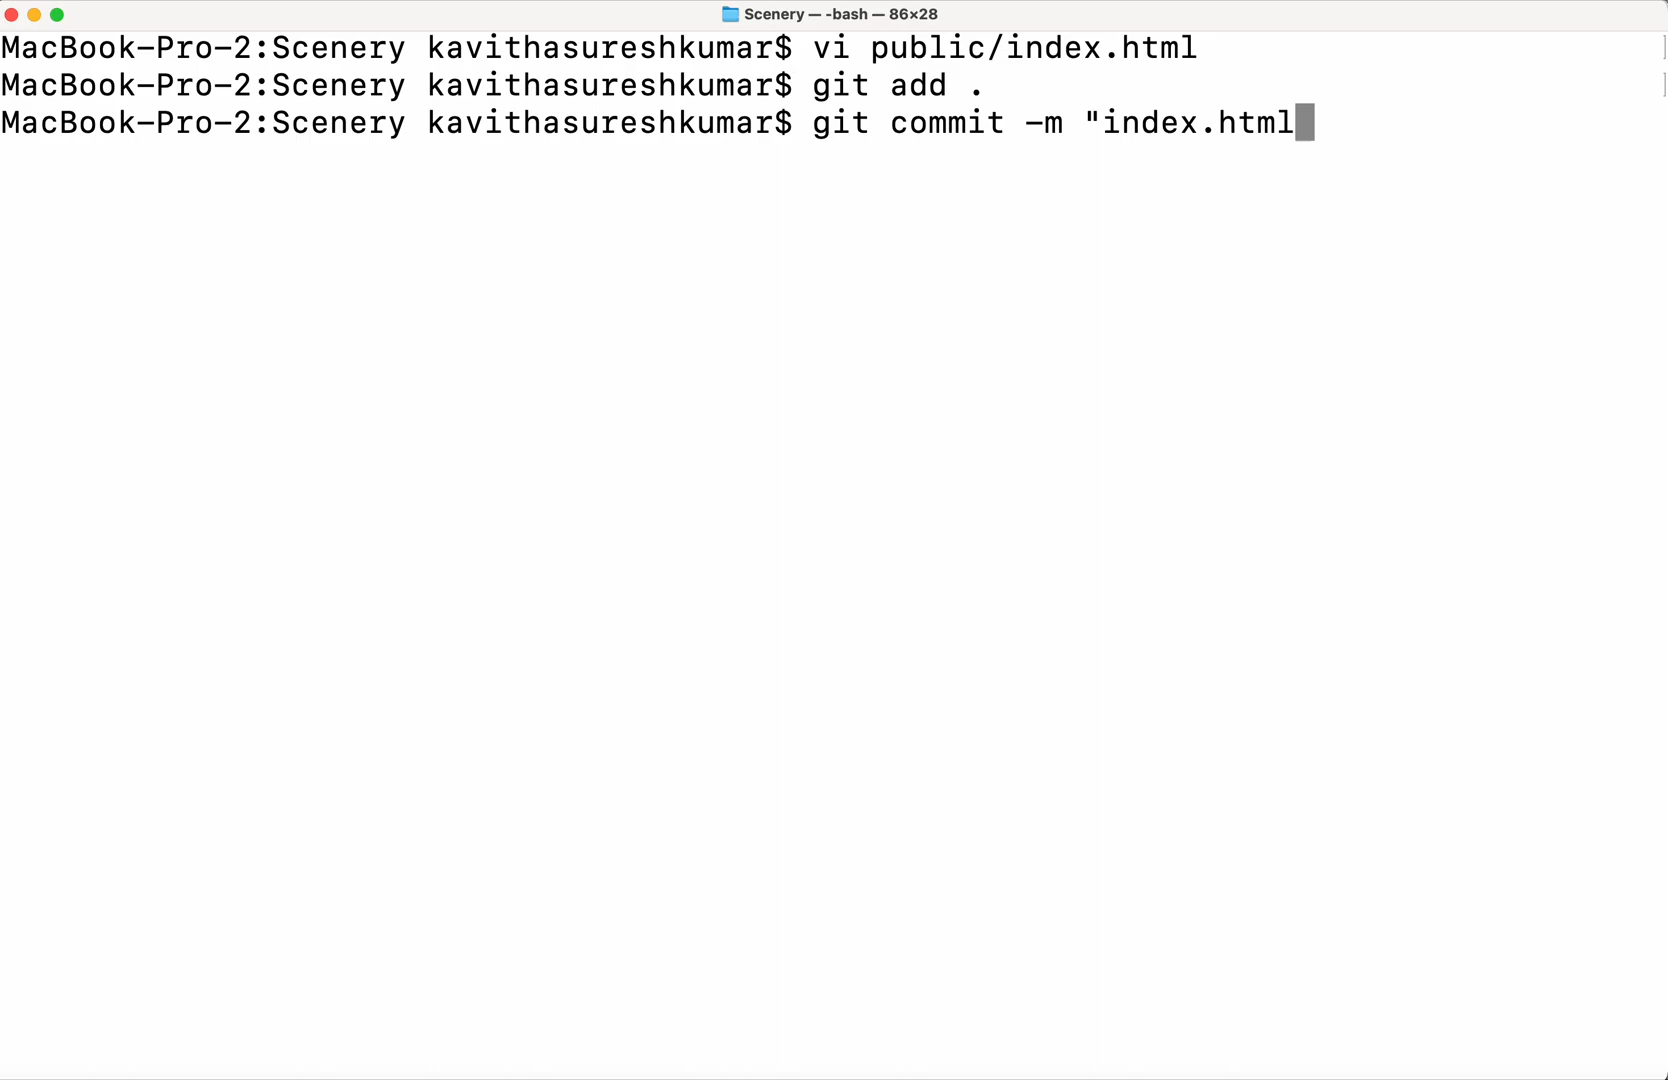 Scenery — -bash — 86×28
MacBook-Pro-2:Scenery kavithasureshkumar$ vi public/index.html
MacBook-Pro-2:Scenery kavithasureshkumar$ git add .
MacBook-Pro-2:Scenery kavithasureshkumar$ git commit -m "index.html